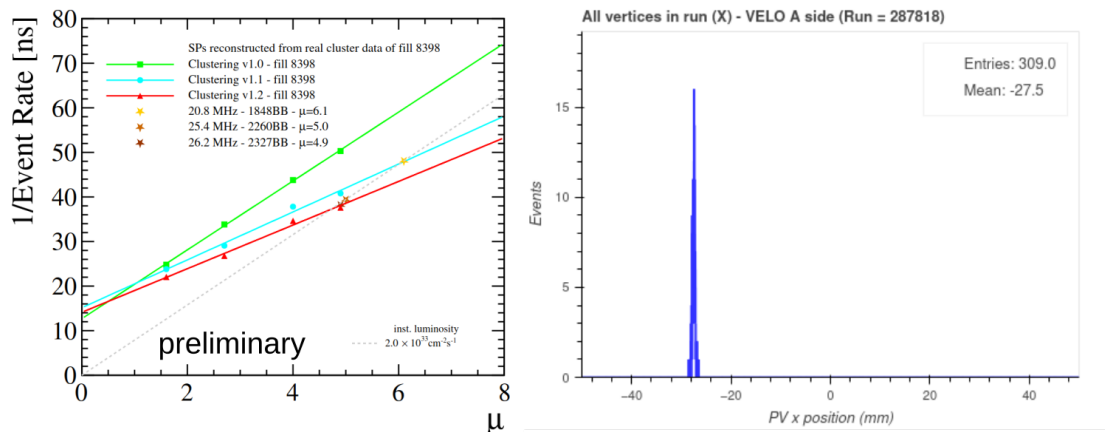 SPs reconstructed from real cluster data of fill 8398
Clustering v1.0 - fill 8398
Clustering v1.1 - fill 8398
Clustering v1.2 - fill 8398
20.8 MHz - 1848BB - μ=6.1
25.4 MHz - 2260BB - μ=5.0
26.2 MHz - 2327BB - μ=4.9
1/Event Rate [ns]
80
70
60
50
40
30
20
10
0
preliminary
inst. luminosity
2.0 × 10³³cm⁻²s⁻¹
0 2 4 6 8
μ
All vertices in run (X) - VELO A side (Run = 287818)
Entries: 309.0
Mean: -27.5
Events
15
10
5
0
−40 −20 0 20 40
PV x position (mm)